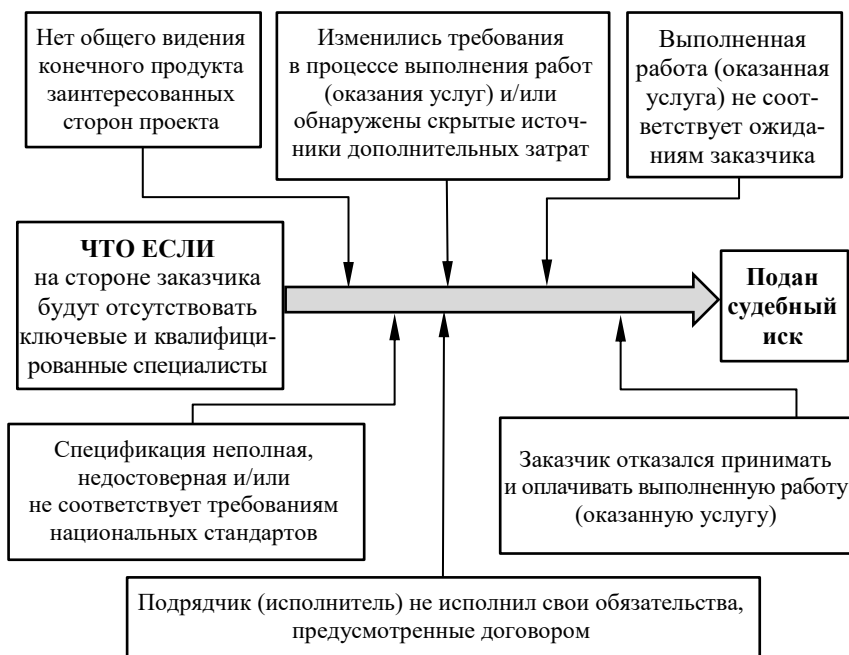 Нет общего видения
конечного продукта
заинтересованных
сторон проекта
Изменились требования
в процессе выполнения работ
(оказания услуг) и/или
обнаружены скрытые источ-
ники дополнительных затрат
Выполненная
работа (оказанная
услуга) не соот-
ветствует ожида-
ниям заказчика
ЧТО ЕСЛИ
на стороне заказчика
будут отсутствовать
ключевые и квалифици-
рованные специалисты
Подан
судебный
иск
Спецификация неполная,
недостоверная и/или
не соответствует требованиям
национальных стандартов
Заказчик отказался принимать
и оплачивать выполненную работу
(оказанную услугу)
Подрядчик (исполнитель) не исполнил свои обязательства,
предусмотренные договором